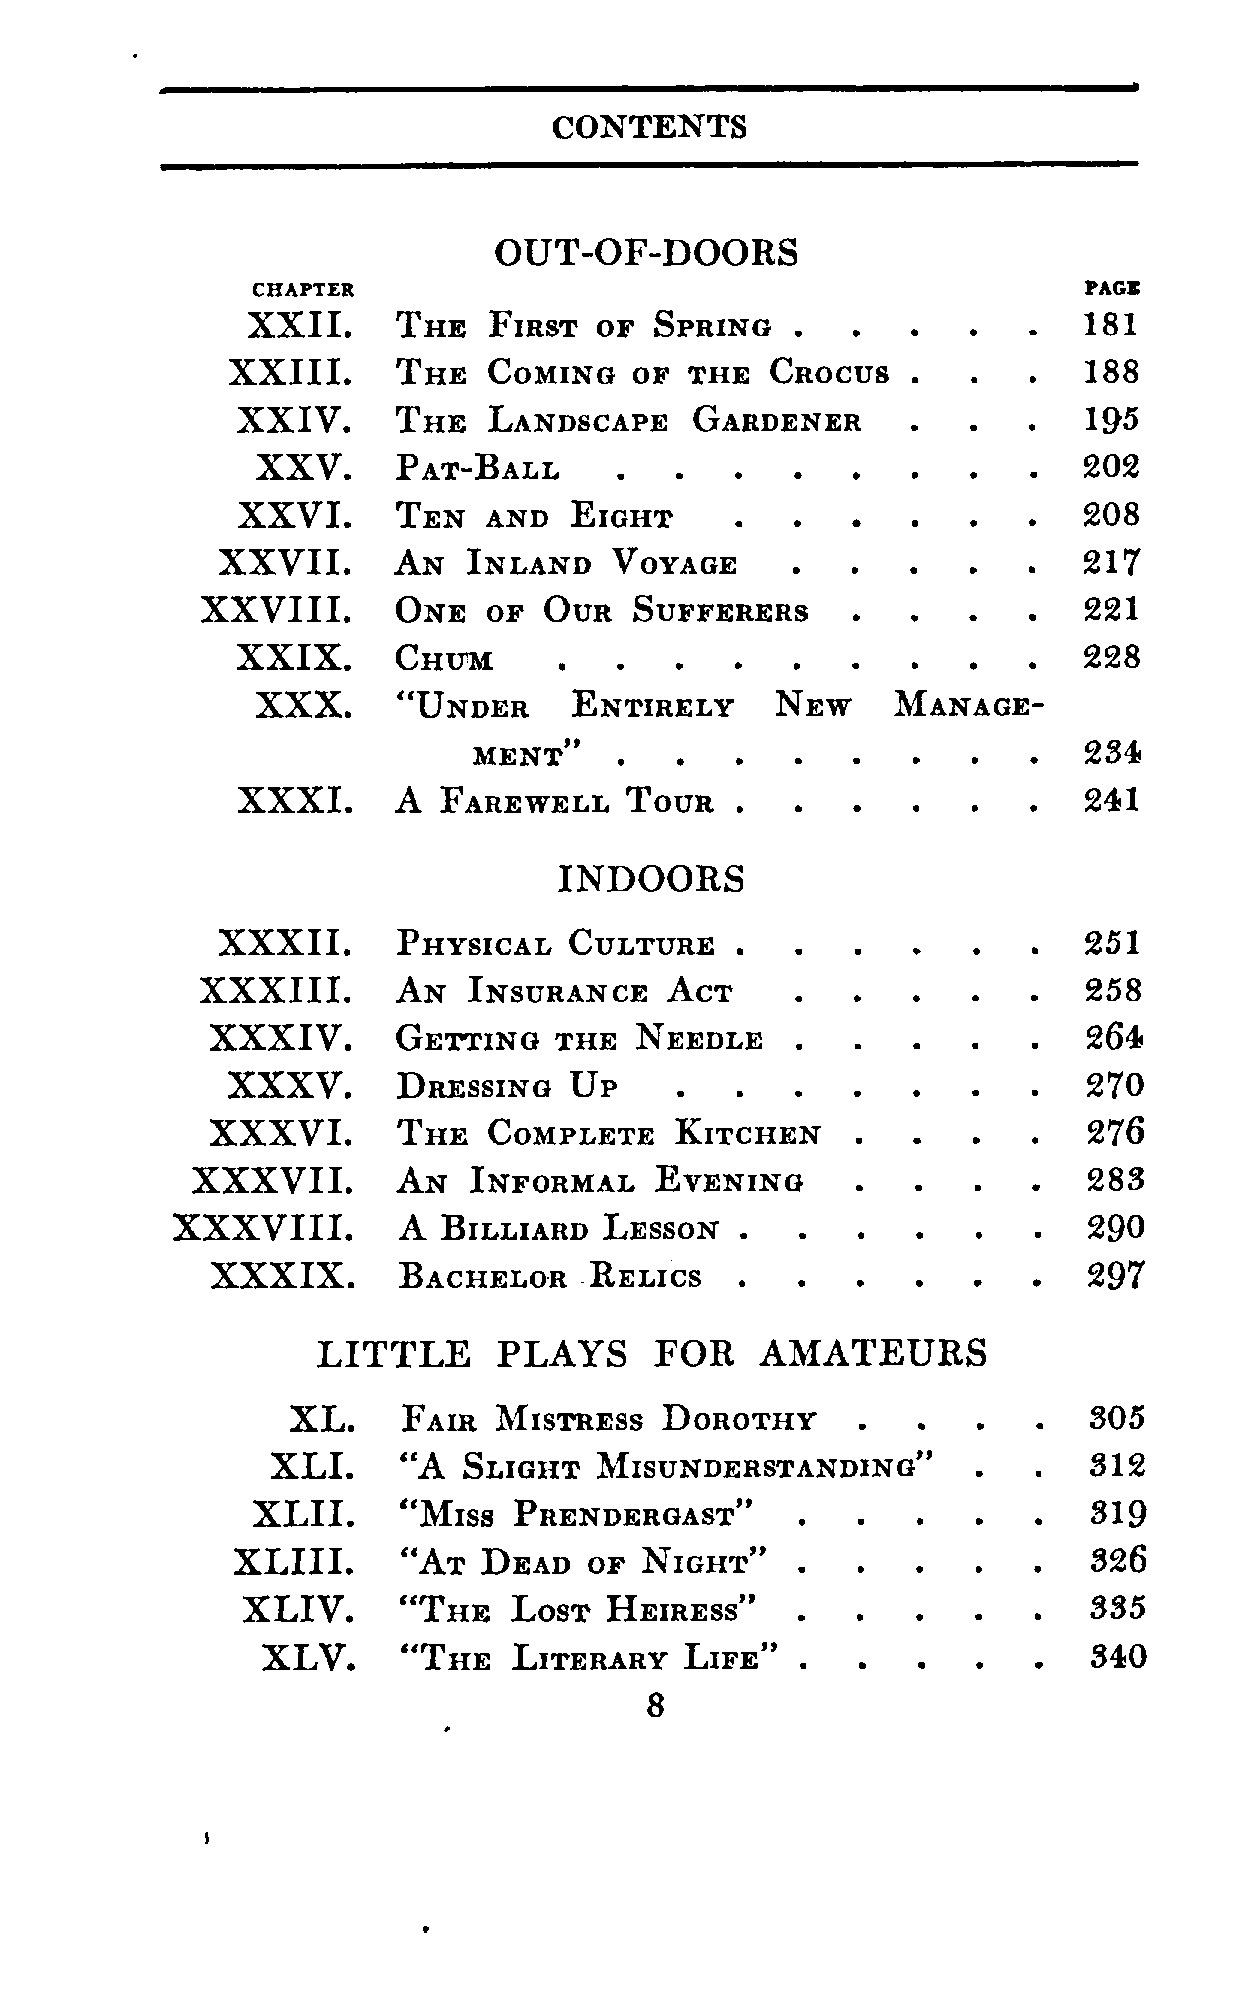 CONTENTS
OUT-OF-DOORS
CHAPTER PAGE
XXII. The First of Spring . . . . . 181
XXIII. The Coming of the Crocus . . . 188
XXIV. The Landscape Gardener . . . 195
XXV. Pat-Ball . . . . . . . . 202
XXVI. Ten and Eight . . . . . . 208
XXVII. An Inland Voyage . . . . . 217
XXVIII. One of Our Sufferers . . . . 221
XXIX. Chum . . . . . . . . . 228
XXX. “Under Entirely New Manage-
ment” . . . . . . . . 234
XXXI. A Farewell Tour . . . . . . 241
INDOORS
XXXII. Physical Culture . . . . . . 251
XXXIII. An Insurance Act . . . . . 258
XXXIV. Getting the Needle . . . . . 264
XXXV. Dressing Up . . . . . . . 270
XXXVI. The Complete Kitchen . . . . 276
XXXVII. An Informal Evening . . . . 283
XXXVIII. A Billiard Lesson . . . . . . 290
XXXIX. Bachelor Relics . . . . . . 297
LITTLE PLAYS FOR AMATEURS
XL. Fair Mistress Dorothy . . . . 305
XLI. “A Slight Misunderstanding” . . 312
XLII. “Miss Prendergast” . . . . . 319
XLIII. “At Dead of Night” . . . . . 326
XLIV. “The Lost Heiress” . . . . . 335
XLV. “The Literary Life” . . . . . 340
8